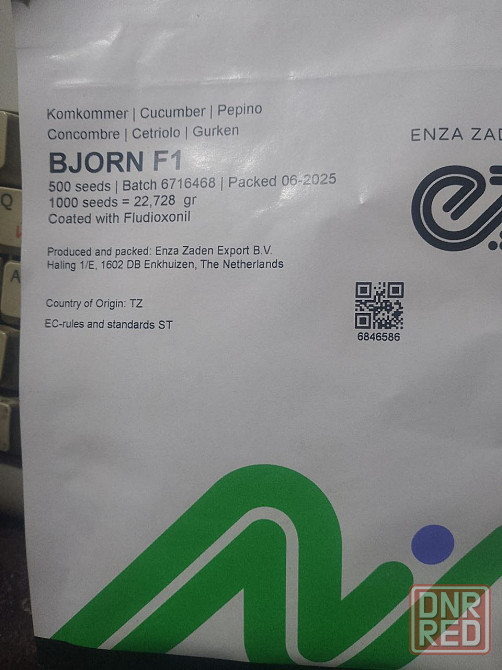 Komkommer | Cucumber | Pepino
Concombre | Cetriolo | Gurken
BJORN F1
500 seeds | Batch 6716468 | Packed 06-2025
1000 seeds = 22,728 gr
Coated with Fludioxonil
Produced and packed: Enza Zaden Export B.V.
Haling 1/E, 1602 DB Enkhuizen, The Netherlands
Country of Origin: TZ
EC-rules and standards ST
ENZA ZAD
6846586
Q
A
DNR
RED